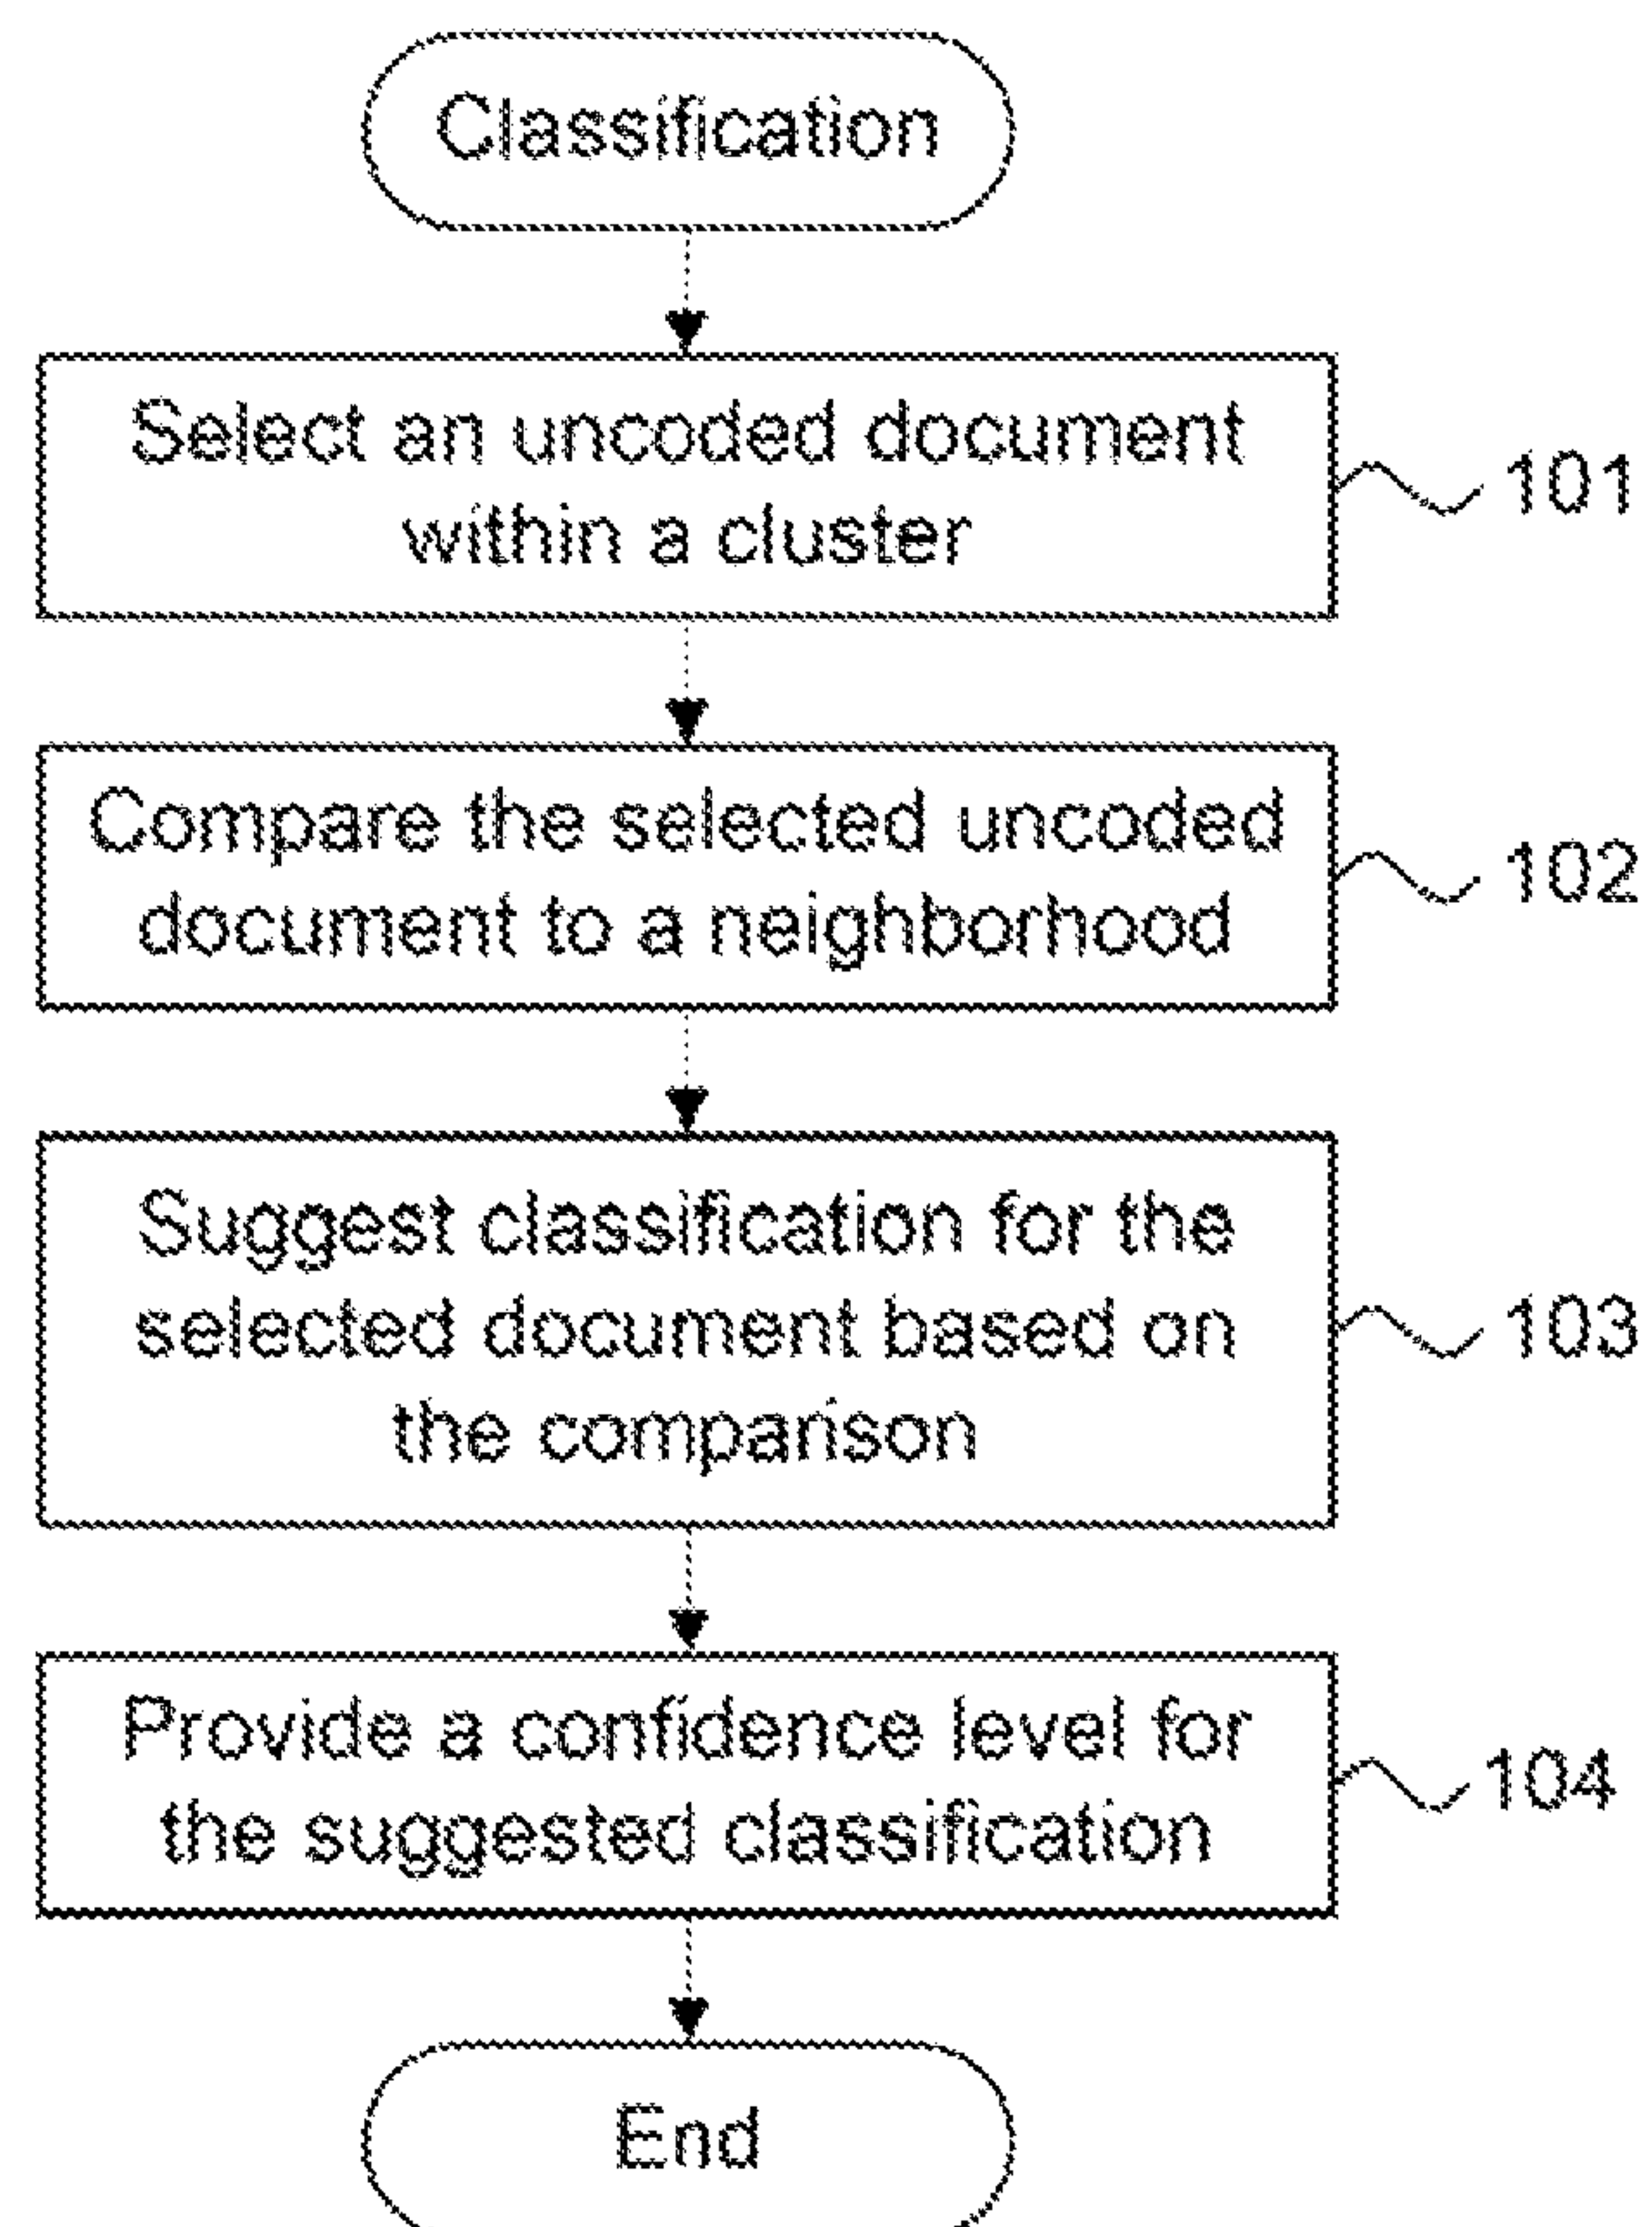 Classification
Select an uncoded document
within a cluster
101
Compare the selected uncoded
document to a neighborhood
102
Suggest classification for the
selected document based on
the comparison
103
Provide a confidence level for
the suggested classification
104
End